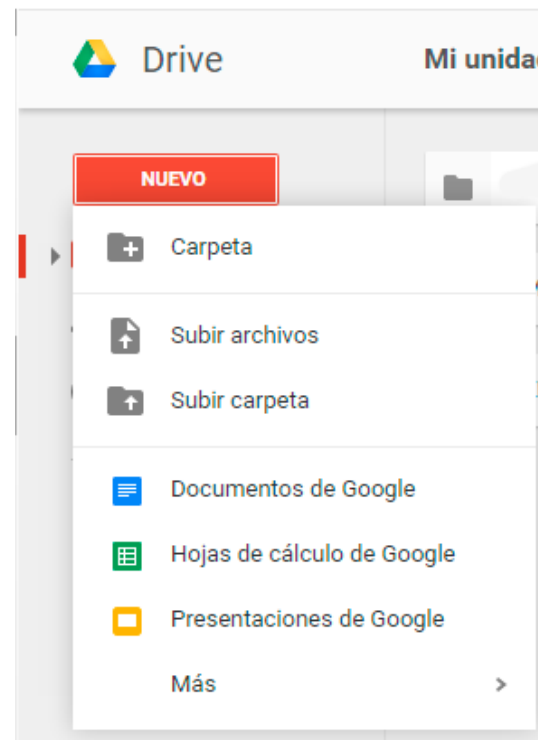 Drive
Mi unida
NUEVO
Carpeta
Subir archivos
Subir carpeta
Documentos de Google
Hojas de cálculo de Google
Presentaciones de Google
Más